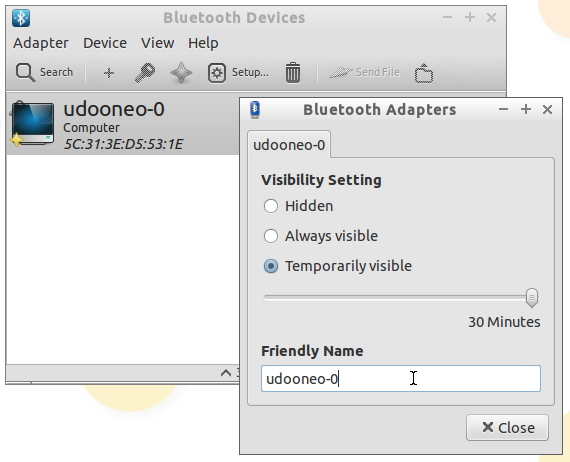 Bluetooth Devices
Adapter Device View Help
Search Setup... Send File
udooneo-0
Computer
5C:31:3E:D5:53:1E
Bluetooth Adapters
udooneo-0
Visibility Setting
Hidden
Always visible
Temporarily visible
30 Minutes
Friendly Name
udooneo-0
Close